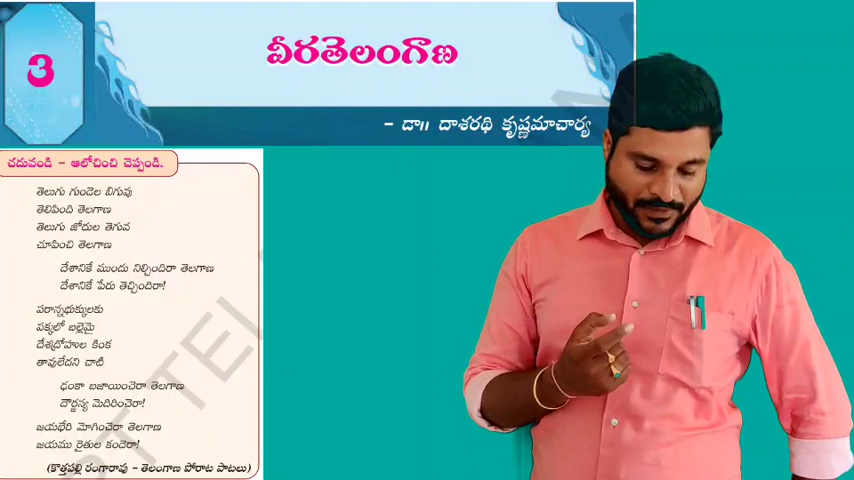 3
వీరతెలంగాణ
- డా॥ దాశరథి కృష్ణమాచార్య
చదువండి - ఆలోచించి చెప్పండి.
తెలుగు గుండెల బిగువు
తెలిపింది తెలగాణ
తెలుగు జోదుల తెగువ
చూపించి తెలగాణ
దేశానికే ముందు నిల్చిందిరా తెలగాణ
దేశానికే పేరు తెచ్చిందిరా!
పరాన్నభుక్కులకు
పక్కలో బల్లెమై
దేశద్రోహుల కింక
తావులేదని చాటి
ఢంకా బజాయించెరా తెలగాణ
దౌర్జన్య మెదిరించెరా!
జయభేరి మోగించెరా తెలగాణ
జయము రైతుల కందెరా!
(కొత్తపల్లి రంగారావు - తెలంగాణ పోరాట పాటలు)